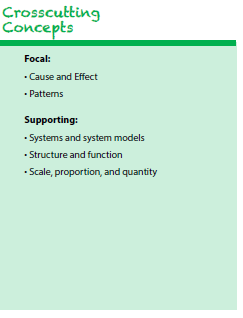 Crosscutting
Concepts
Focal:
• Cause and Effect
• Patterns
Supporting:
• Systems and system models
• Structure and function
• Scale, proportion, and quantity